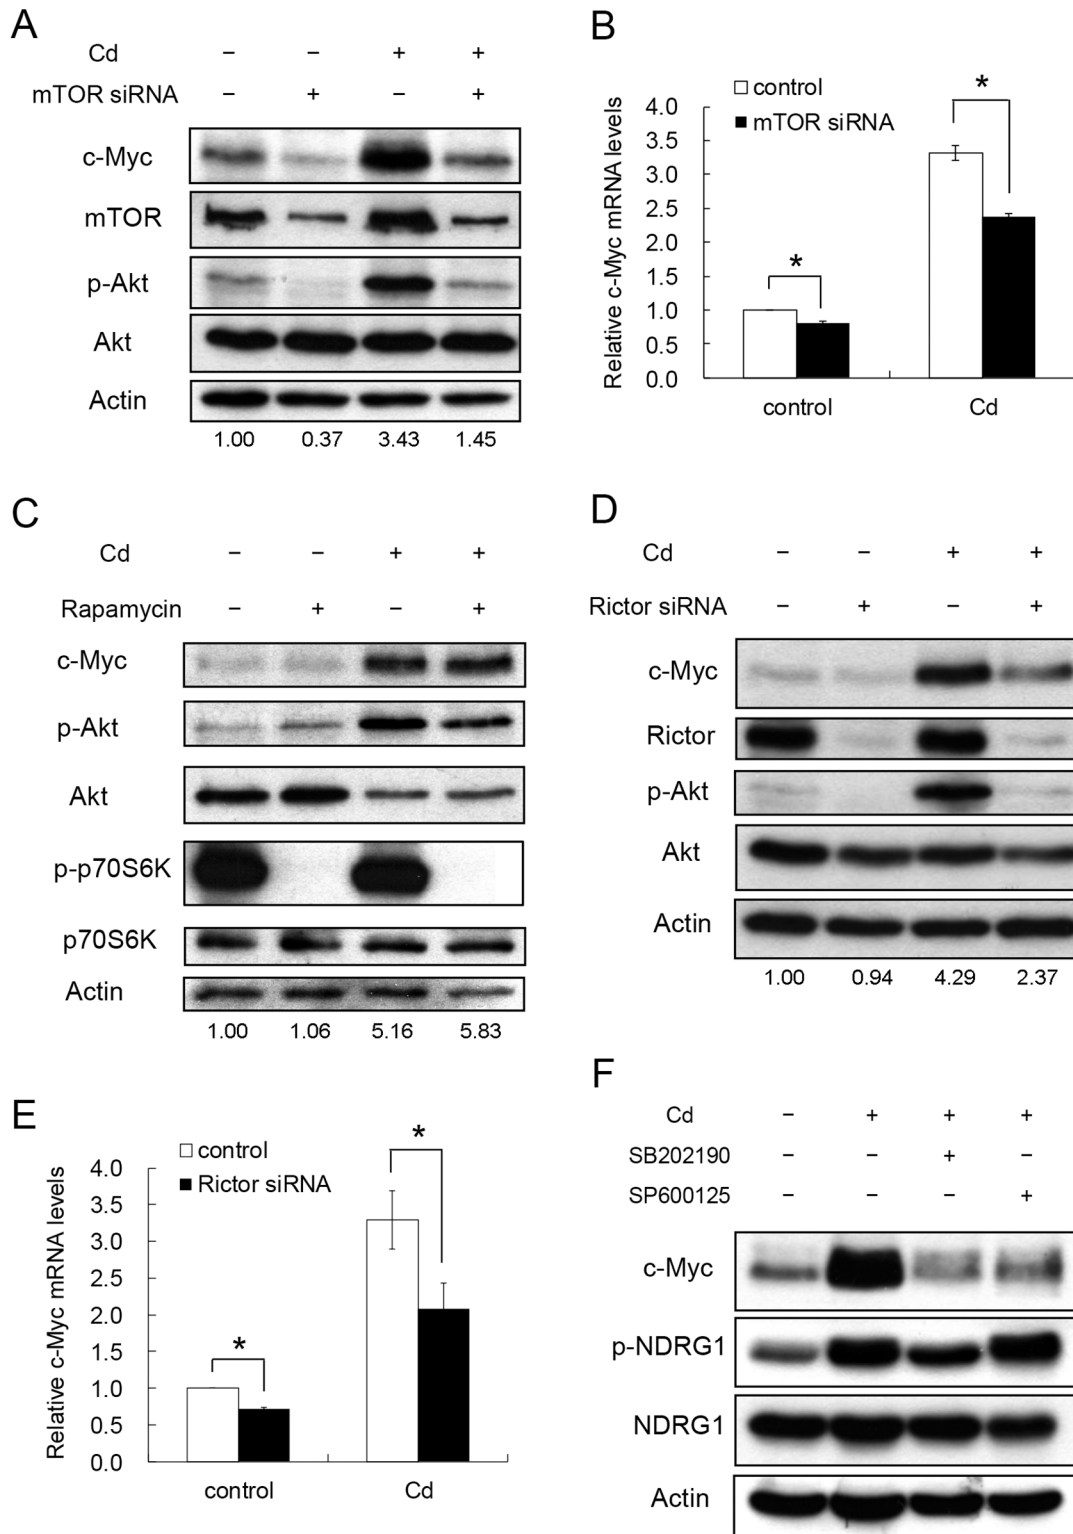 A
Cd − − + +
mTOR siRNA − + − +
c-Myc
mTOR
p-Akt
Akt
Actin
1.00 0.37 3.43 1.45
B
control
mTOR siRNA
Relative c-Myc mRNA levels
4.0
3.5
3.0
2.5
2.0
1.5
1.0
0.5
0.0
* *
control Cd
C
Cd − − + +
Rapamycin − + − +
c-Myc
p-Akt
Akt
p-p70S6K
p70S6K
Actin
1.00 1.06 5.16 5.83
D
Cd − − + +
Rictor siRNA − + − +
c-Myc
Rictor
p-Akt
Akt
Actin
1.00 0.94 4.29 2.37
E
control
Rictor siRNA
Relative c-Myc mRNA levels
4.0
3.5
3.0
2.5
2.0
1.5
1.0
0.5
0.0
* *
control Cd
F
Cd − + + +
SB202190 − − + −
SP600125 − − − +
c-Myc
p-NDRG1
NDRG1
Actin